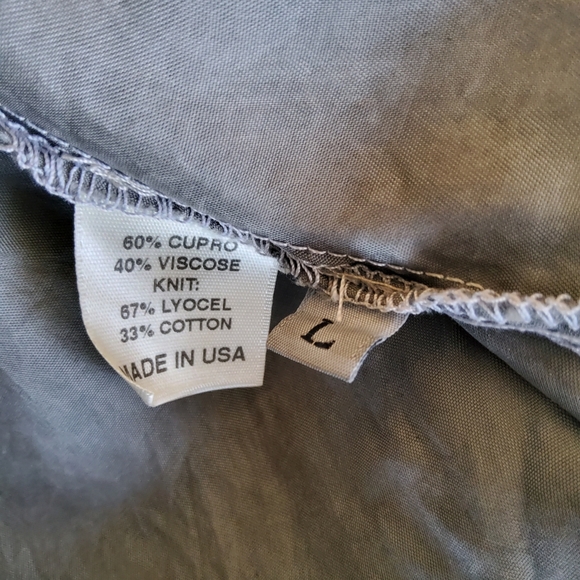 60% CUPRO
40% VISCOSE
KNIT:
67% LYOCEL
33% COTTON
MADE IN USA
L